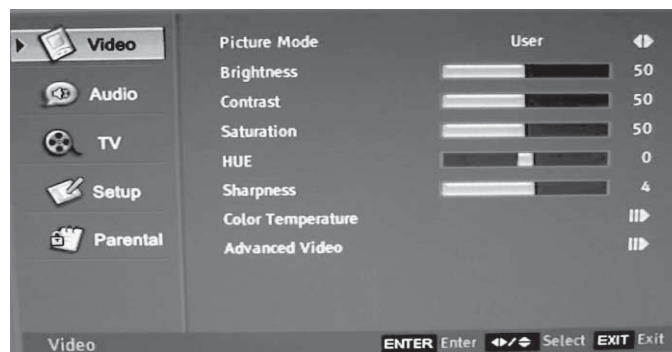 Video
Audio
TV
Setup
Parental
Picture Mode User
Brightness 50
Contrast 50
Saturation 50
HUE 0
Sharpness 4
Color Temperature
Advanced Video
Video ENTER Enter Select EXIT Exit